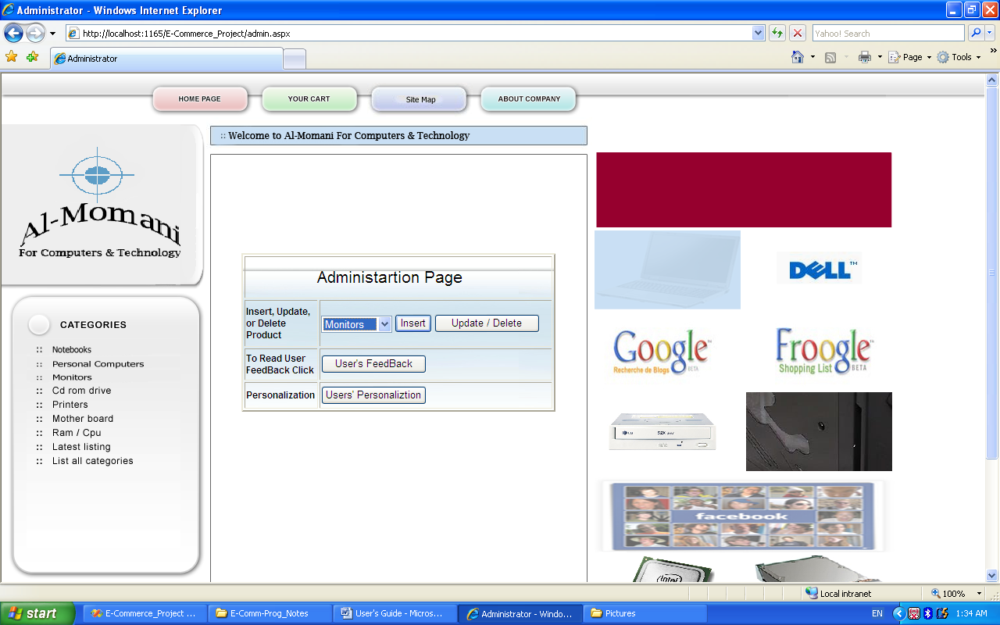 Administrator - Windows Internet Explorer
http://localhost:1165/E-Commerce_Project/admin.aspx
Yahoo! Search
Administrator
Page
Tools
HOME PAGE
YOUR CART
Site Map
ABOUT COMPANY
Al-Momani
For Computers & Technology
:: Welcome to Al-Momani For Computers & Technology
CATEGORIES
:: Notebooks
:: Personal Computers
:: Monitors
:: Cd rom drive
:: Printers
:: Mother board
:: Ram / Cpu
:: Latest listing
:: List all categories
Administartion Page
Insert, Update,
or Delete
Product
Monitors
Insert
Update / Delete
To Read User
FeedBack Click
User's FeedBack
Personalization
Users' Personaliztion
DELL™
Google
Recherche de Blogs BETA
Froogle
Shopping List BETA
LG
52X
facebook
intel
Local intranet
100%
start
E-Commerce_Project ...
E-Comm-Prog_Notes
User's Guide - Micros...
Administrator - Windo...
Pictures
EN
1:34 AM